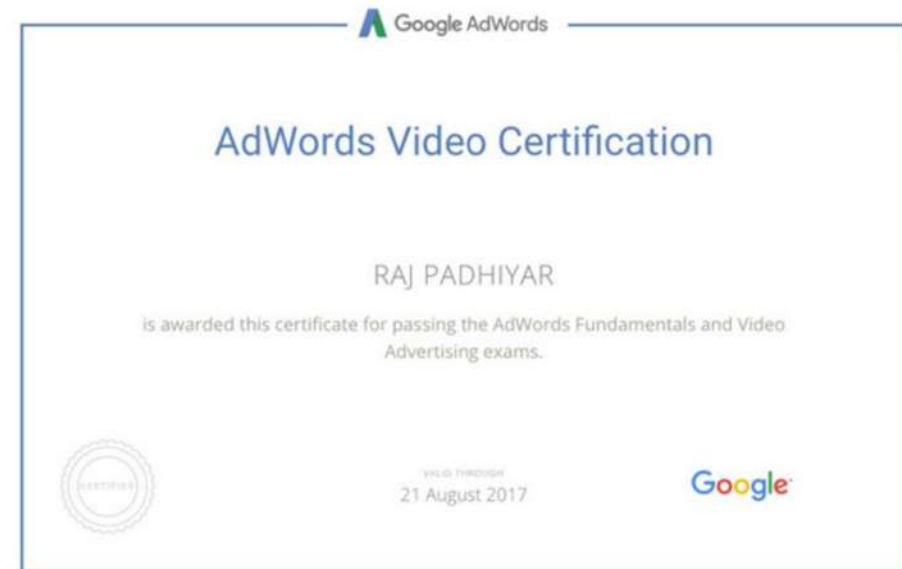 Google AdWords
AdWords Video Certification
RAJ PADHIYAR
is awarded this certificate for passing the AdWords Fundamentals and Video
Advertising exams.
CERTIFIED
VALID THROUGH
21 August 2017
Google